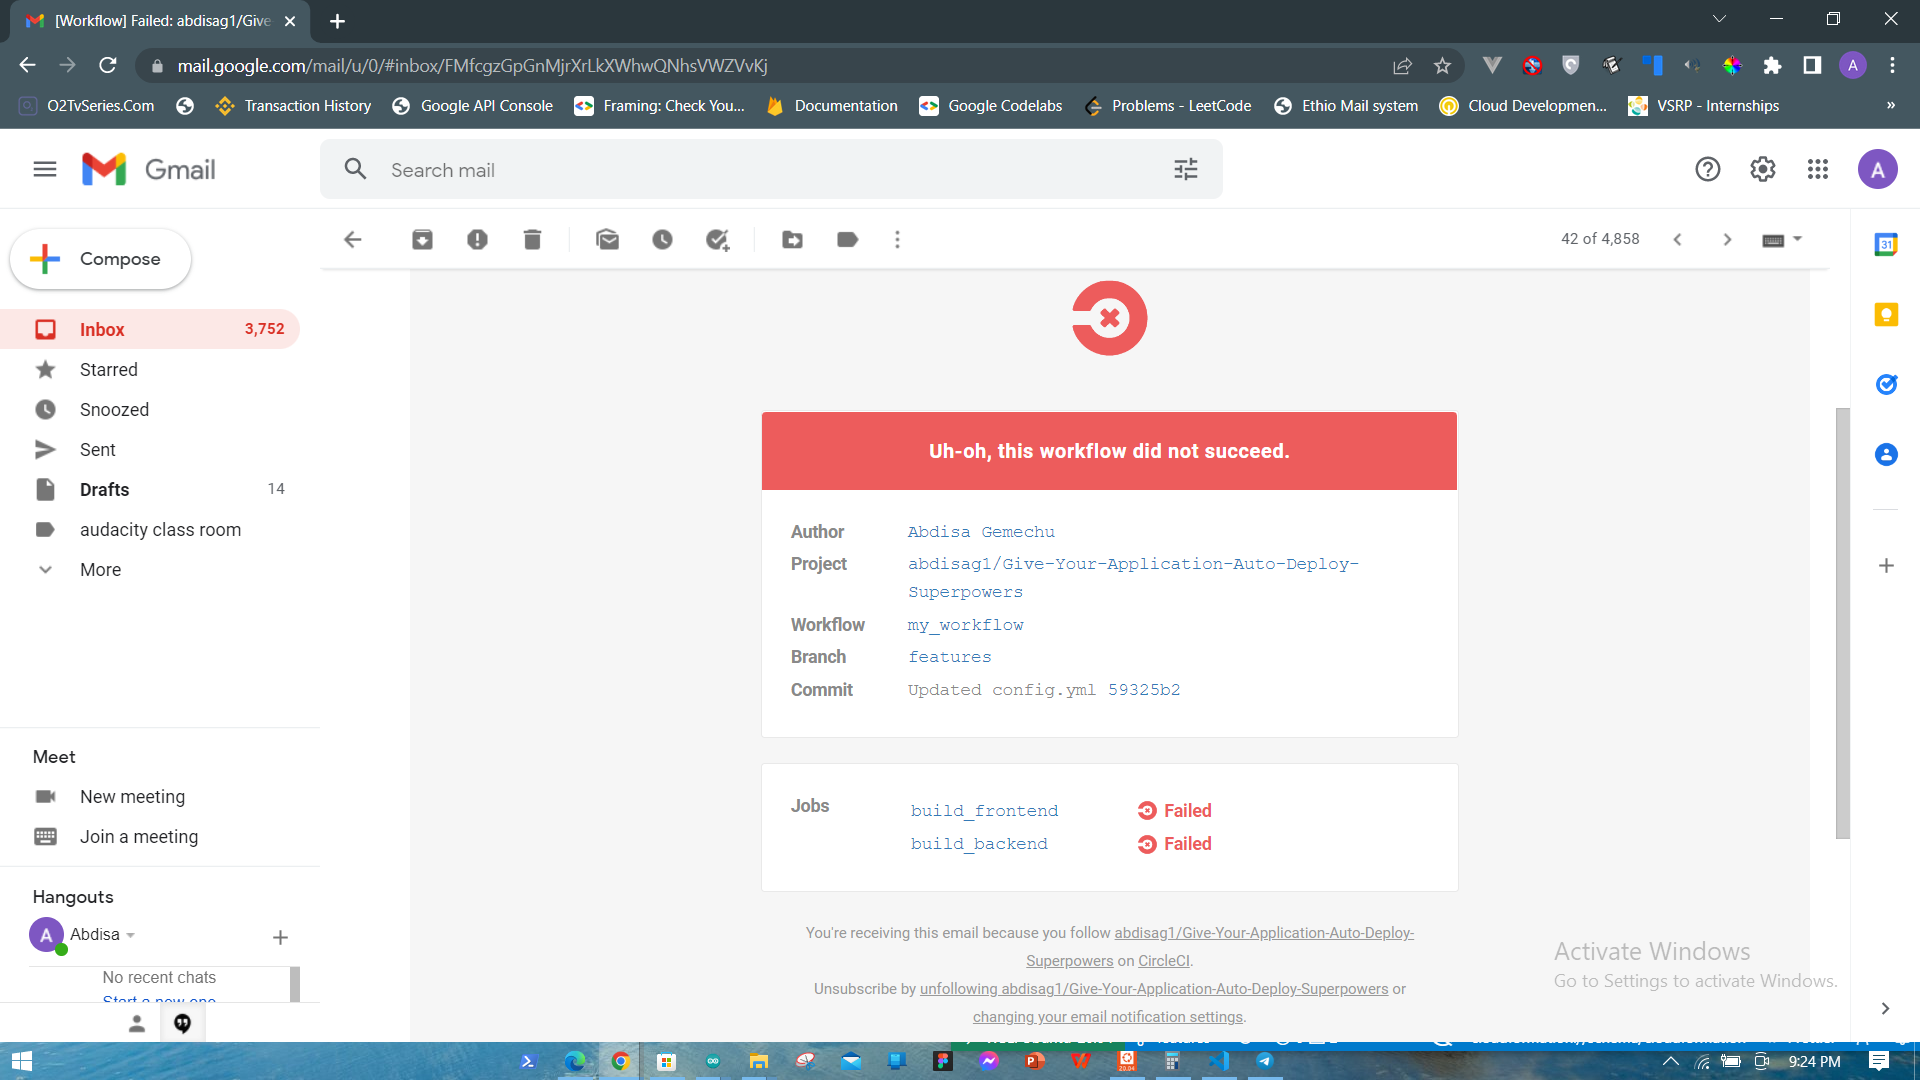 [Workflow] Failed: abdisag1/Give
mail.google.com/mail/u/0/#inbox/FMfcgzGpGnMjrXrLkXWhwQNhsVWZVvKj
A
O2TvSeries.Com
Transaction History
Google API Console
Framing: Check You...
Documentation
Google Codelabs
Problems - LeetCode
Ethio Mail system
Cloud Developmen...
VSRP - Internships
»
Gmail
Search mail
A
Compose
42 of 4,858
31
Inbox 3,752
Starred
Snoozed
Sent
Drafts 14
audacity class room
More
Uh-oh, this workflow did not succeed.
Author Abdisa Gemechu
Project abdisag1/Give-Your-Application-Auto-Deploy-
Superpowers
Workflow my_workflow
Branch features
Commit Updated config.yml 59325b2
Jobs build_frontend Failed
build_backend Failed
You're receiving this email because you follow abdisag1/Give-Your-Application-Auto-Deploy-
Superpowers on CircleCI.
Unsubscribe by unfollowing abdisag1/Give-Your-Application-Auto-Deploy-Superpowers or
changing your email notification settings.
Meet
New meeting
Join a meeting
Hangouts
A Abdisa
No recent chats
Start a new one
Activate Windows
Go to Settings to activate Windows.
9:24 PM